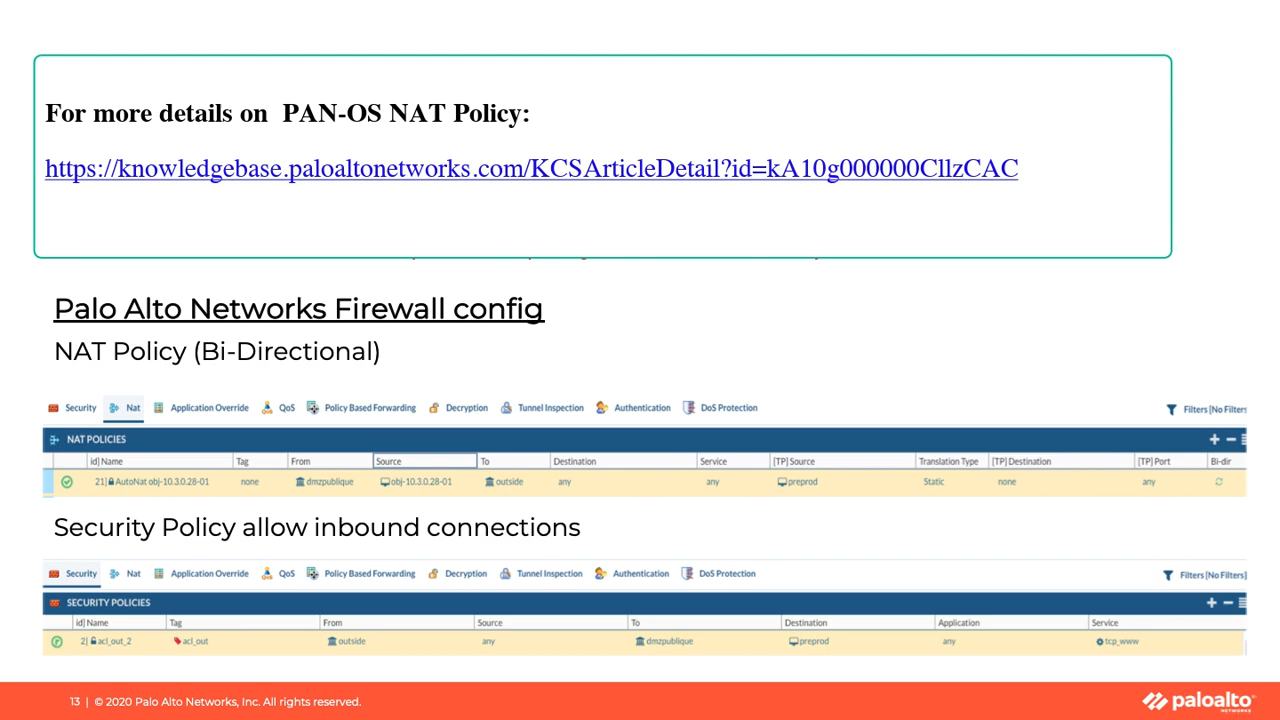 For more details on  PAN-OS NAT Policy:
https://knowledgebase.paloaltonetworks.com/KCSArticleDetail?id=kA10g000000CllzCAC
Palo Alto Networks Firewall config
NAT Policy (Bi-Directional)
Security Nat Application Override QoS Policy Based Forwarding Decryption Tunnel Inspection Authentication DoS Protection Filters [No Filters
NAT POLICIES
id| Name Tag From Source To Destination Service [TP] Source Translation Type [TP] Destination [TP] Port Bi-dir
21| AutoNat obj-10.3.0.28-01 none dmzpublique obj-10.3.0.28-01 outside any any preprod Static none any
Security Policy allow inbound connections
Security Nat Application Override QoS Policy Based Forwarding Decryption Tunnel Inspection Authentication DoS Protection Filters [No Filters]
SECURITY POLICIES
id| Name Tag From Source To Destination Application Service
2| acl_out_2 acl_out outside any dmzpublique preprod any tcp_www
13 | © 2020 Palo Alto Networks, Inc. All rights reserved.
paloalto
NETWORKS